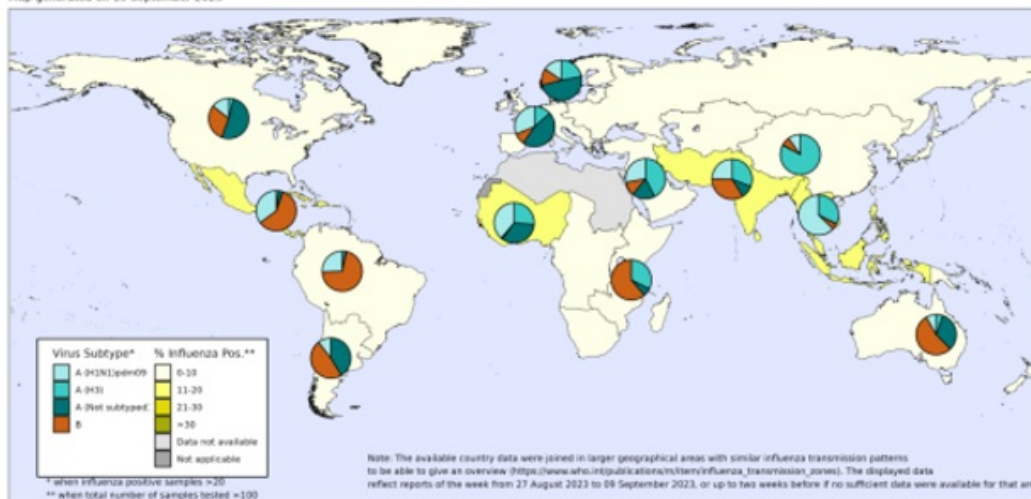 Virus Subtype* % Influenza Pos.**
A (H1N1)pdm09 0-10
A (H3) 11-20
A (Not subtyped) 21-30
B >30
Data not available
Not applicable
* when influenza positive samples >20
** when total number of samples tested >100
Note: The available country data were joined in larger geographical areas with similar influenza transmission patterns
to be able to give an overview (https://www.who.int/publications/m/item/influenza_transmission_zones). The displayed data
reflect reports of the week from 27 August 2023 to 09 September 2023, or up to two weeks before if no sufficient data were available for that